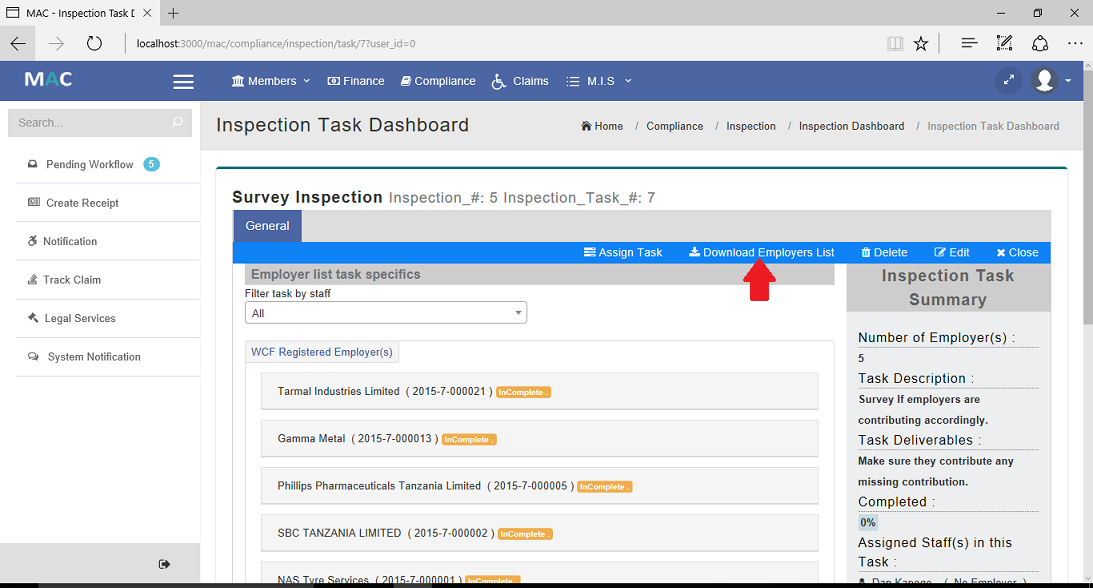 MAC - Inspection Task D
localhost:3000/mac/compliance/inspection/task/7?user_id=0
MAC
Members
Finance
Compliance
Claims
M.I.S
Search...
Pending Workflow 5
Create Receipt
Notification
Track Claim
Legal Services
System Notification
Inspection Task Dashboard
Home / Compliance / Inspection / Inspection Dashboard / Inspection Task Dashboard
Survey Inspection Inspection_#: 5 Inspection_Task_#: 7
General
Assign Task
Download Employers List
Delete
Edit
Close
Employer list task specifics
Filter task by staff
All
WCF Registered Employer(s)
Tarmal Industries Limited ( 2015-7-000021 ) InComplete .
Gamma Metal ( 2015-7-000013 ) InComplete .
Phillips Pharmaceuticals Tanzania Limited ( 2015-7-000005 ) InComplete .
SBC TANZANIA LIMITED ( 2015-7-000002 ) InComplete .
NAS Tyre Services ( 2015-7-000001 ) InComplete .
Inspection Task
Summary
Number of Employer(s) :
5
Task Description :
Survey If employers are
contributing accordingly.
Task Deliverables :
Make sure they contribute any
missing contribution.
Completed :
0%
Assigned Staff(s) in this
Task :
Dan Kapego ( No Employer )